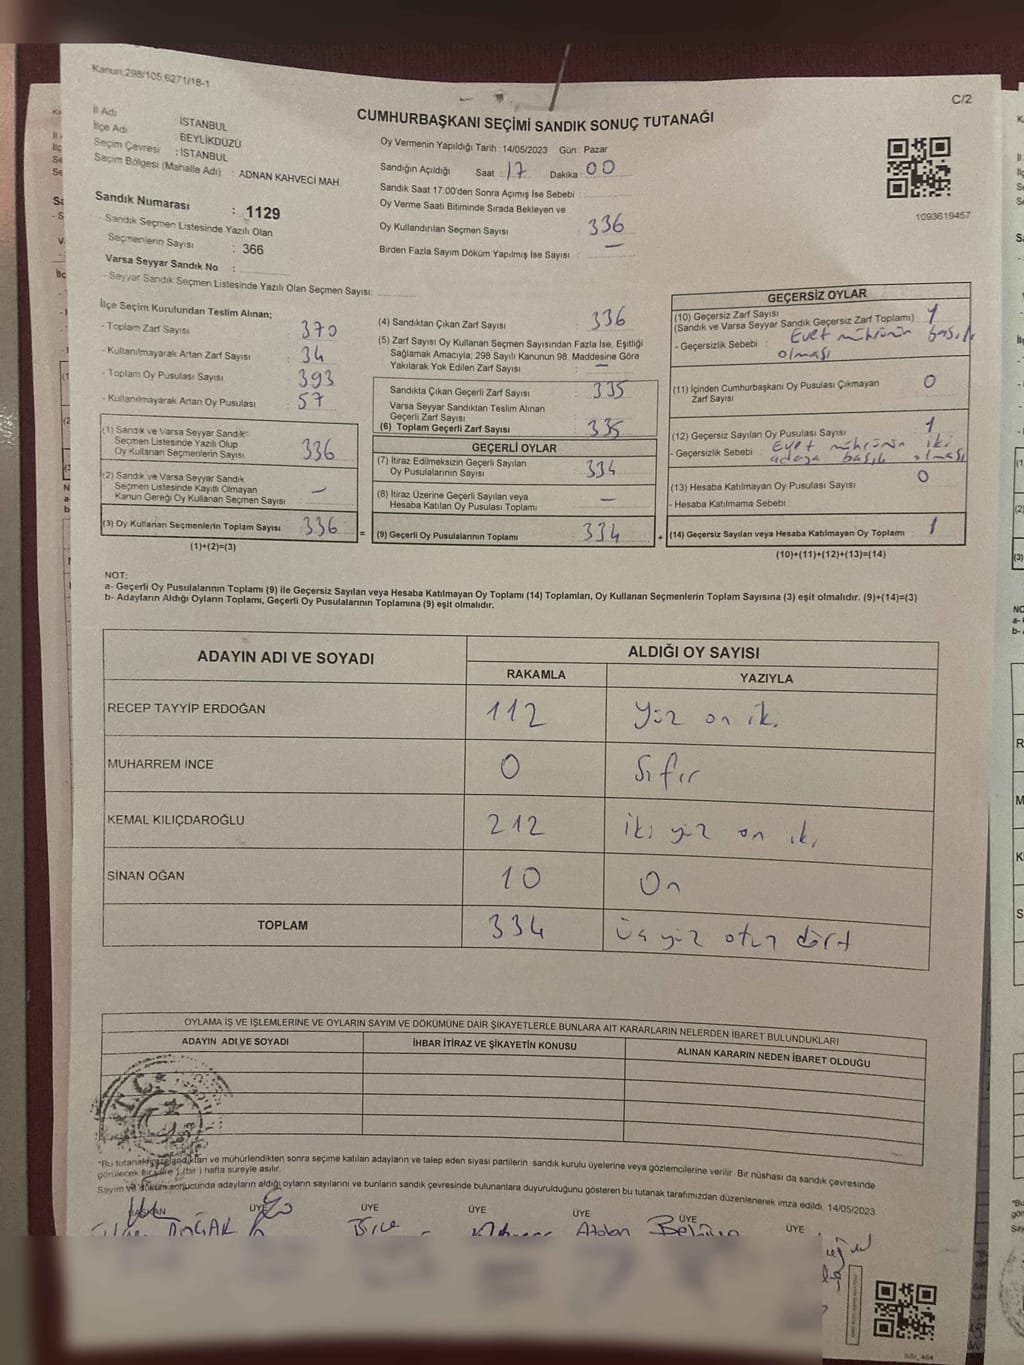 Kanun:298/105,6271/18-1
C/2
CUMHURBAŞKANI SEÇİMİ SANDIK SONUÇ TUTANAĞI
İl Adı İSTANBUL
İlçe Adı : BEYLİKDÜZÜ
Seçim Çevresi : İSTANBUL
Seçim Bölgesi (Mahalle Adı) : ADNAN KAHVECİ MAH
Sandık Numarası : 1129
- Sandık Seçmen Listesinde Yazılı Olan
Seçmenlerin Sayısı : 366
Varsa Seyyar Sandık No :
- Seyyar Sandık Seçmen Listesinde Yazılı Olan Seçmen Sayısı:
Oy Vermenin Yapıldığı Tarih : 14/05/2023 Gün : Pazar
Sandığın Açıldığı Saat 17 Dakika 00
Sandık Saat 17.00'den Sonra Açımış İse Sebebi :
Oy Verme Saati Bitiminde Sırada Bekleyen ve
Oy Kullandırılan Seçmen Sayısı 336
Birden Fazla Sayım Döküm Yapılmış İse Sayısı : —
1093619457
İlçe Seçim Kurulundan Teslim Alınan;
- Toplam Zarf Sayısı 370
- Kullanılmayarak Artan Zarf Sayısı 34
- Toplam Oy Pusulası Sayısı 393
- Kullanılmayarak Artan Oy Pusulası 57
(1) Sandık ve Varsa Seyyar Sandık
Seçmen Listesinde Yazılı Olup
Oy Kullanan Seçmenlerin Sayısı 336
(2) Sandık ve Varsa Seyyar Sandık
Seçmen Listesinde Kayıtlı Olmayan
Kanun Gereği Oy Kullanan Seçmen Sayısı —
(3) Oy Kullanan Seçmenlerin Toplam Sayısı 336 =
(1)+(2)=(3)
(4) Sandıktan Çıkan Zarf Sayısı 336
(5) Zarf Sayısı Oy Kullanan Seçmen Sayısından Fazla İse, Eşitliği
Sağlamak Amacıyla; 298 Sayılı Kanunun 98. Maddesine Göre
Yakılarak Yok Edilen Zarf Sayısı —
Sandıkta Çıkan Geçerli Zarf Sayısı 335
Varsa Seyyar Sandıktan Teslim Alınan
Geçerli Zarf Sayısı
(6) Toplam Geçerli Zarf Sayısı 335
GEÇERLİ OYLAR
(7) İtiraz Edilmeksizin Geçerli Sayılan
Oy Pusulasının Sayısı 334
(8) İtiraz Üzerine Geçerli Sayılan veya
Hesaba Katılan Oy Pusulası Toplamı —
(9) Geçerli Oy Pusulalarının Toplamı 334 +
GEÇERSİZ OYLAR
(10) Geçersiz Zarf Sayısı 1
(Sandık ve Varsa Seyyar Sandık Geçersiz Zarf Toplamı)
- Geçersizlik Sebebi : Evet mührünün basılı
olması
(11) İçinden Cumhurbaşkanı Oy Pusulası Çıkmayan
Zarf Sayısı 0
(12) Geçersiz Sayılan Oy Pusulası Sayısı 1
- Geçersizlik Sebebi Evet mührünün iki
adaya basılı olması
(13) Hesaba Katılmayan Oy Pusulası Sayısı 0
- Hesaba Katılmama Sebebi :
(14) Geçersiz Sayılan veya Hesaba Katılmayan Oy Toplamı 1
(10)+(11)+(12)+(13)=(14)
NOT:
a- Geçerli Oy Pusulalarının Toplamı (9) ile Geçersiz Sayılan veya Hesaba Katılmayan Oy Toplamı (14) Toplamları, Oy Kullanan Seçmenlerin Toplam Sayısına (3) eşit olmalıdır. (9)+(14)=(3)
b- Adayların Aldığı Oyların Toplamı, Geçerli Oy Pusulalarının Toplamına (9) eşit olmalıdır.
ADAYIN ADI VE SOYADI ALDIĞI OY SAYISI
RAKAMLA YAZIYLA
RECEP TAYYİP ERDOĞAN 112 yüz on iki
MUHARREM İNCE 0 Sıfır
KEMAL KILIÇDAROĞLU 212 iki yüz on iki
SİNAN OĞAN 10 On
TOPLAM 334 üç yüz otuz dört
OYLAMA İŞ VE İŞLEMLERİNE VE OYLARIN SAYIM VE DÖKÜMÜNE DAİR ŞİKAYETLERLE BUNLARA AİT KARARLARIN NELERDEN İBARET BULUNDUKLARI
ADAYIN ADI VE SOYADI İHBAR İTİRAZ VE ŞİKAYETİN KONUSU ALINAN KARARIN NEDEN İBARET OLDUĞU
*Bu tutanak imzalandıktan ve mühürlendikten sonra seçime katılan adayların ve talep eden siyasi partilerin sandık kurulu üyelerine veya gözlemcilerine verilir. Bir nüshası da sandık çevresinde
görülecek bir yere 1 (bir) hafta süreyle asılır.
Sayım ve döküm sonucunda adayların aldığı oyların sayılarını ve bunların sandık çevresinde bulunanlara duyurulduğunu gösteren bu tutanak tarafımızdan düzenlenerek imza edildi. 14/05/2023
BAŞKAN ÜYE ÜYE ÜYE ÜYE ÜYE ÜYE